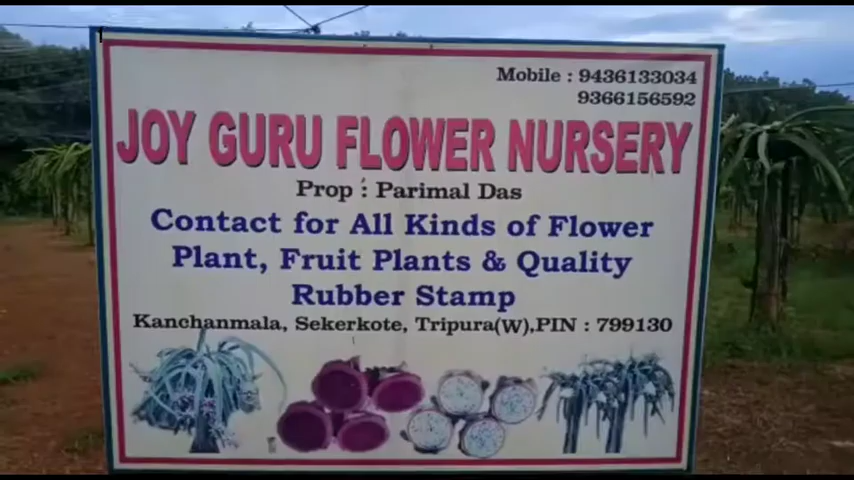 Mobile : 9436133034
9366156592
JOY GURU FLOWER NURSERY
Prop : Parimal Das
Contact for All Kinds of Flower
Plant, Fruit Plants & Quality
Rubber Stamp
Kanchanmala, Sekerkote, Tripura(W),PIN : 799130